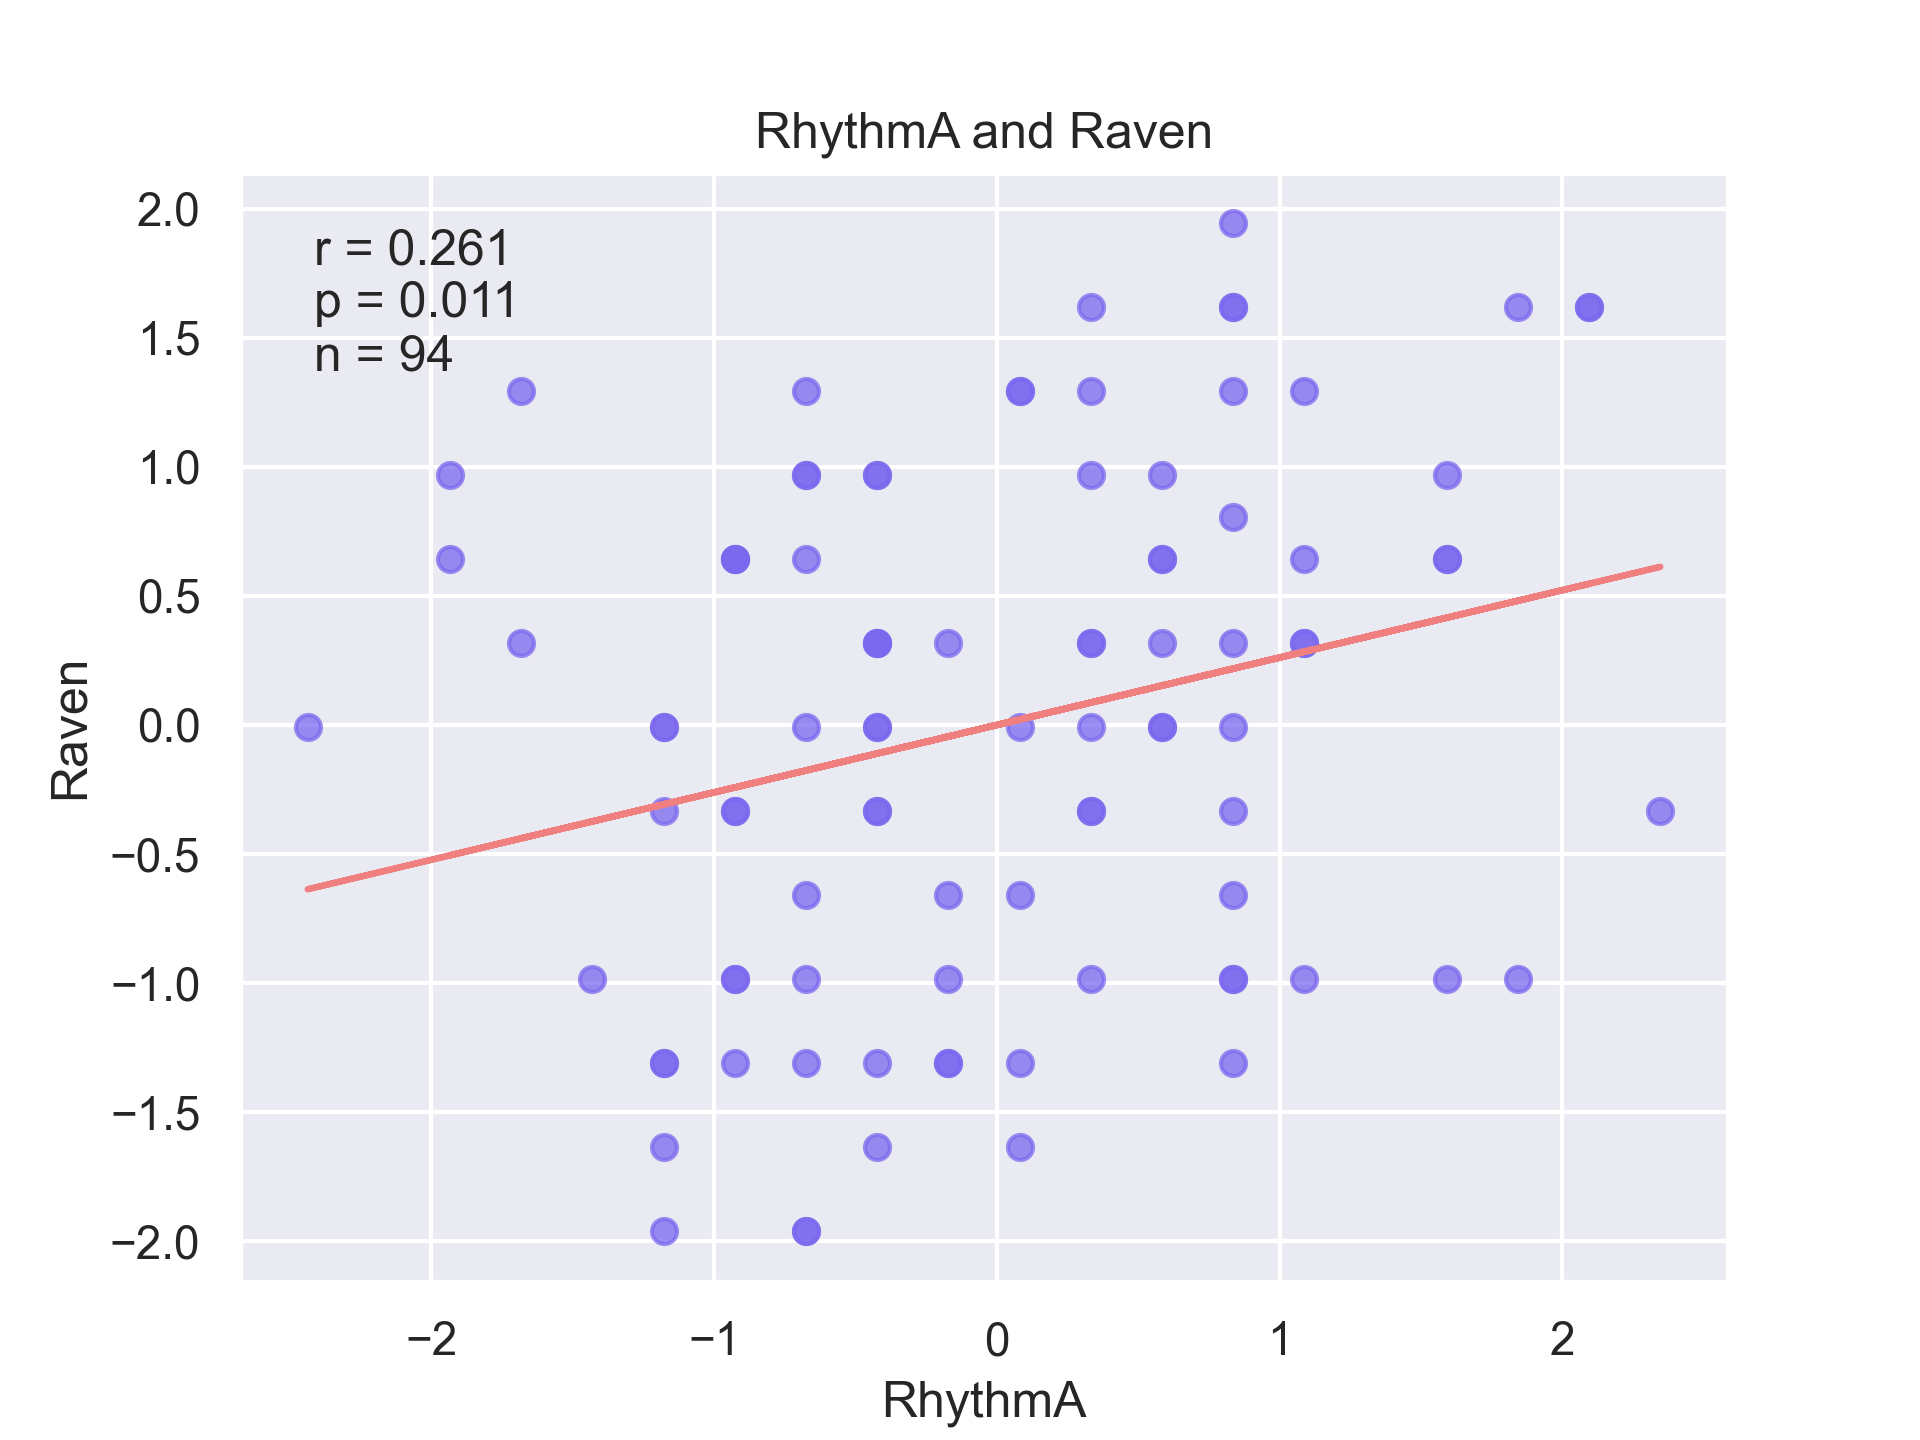 RhythmA and Raven
r = 0.261
p = 0.011
n = 94
2.0
1.5
1.0
0.5
0.0
−0.5
−1.0
−1.5
−2.0
Raven
−2 −1 0 1 2
RhythmA